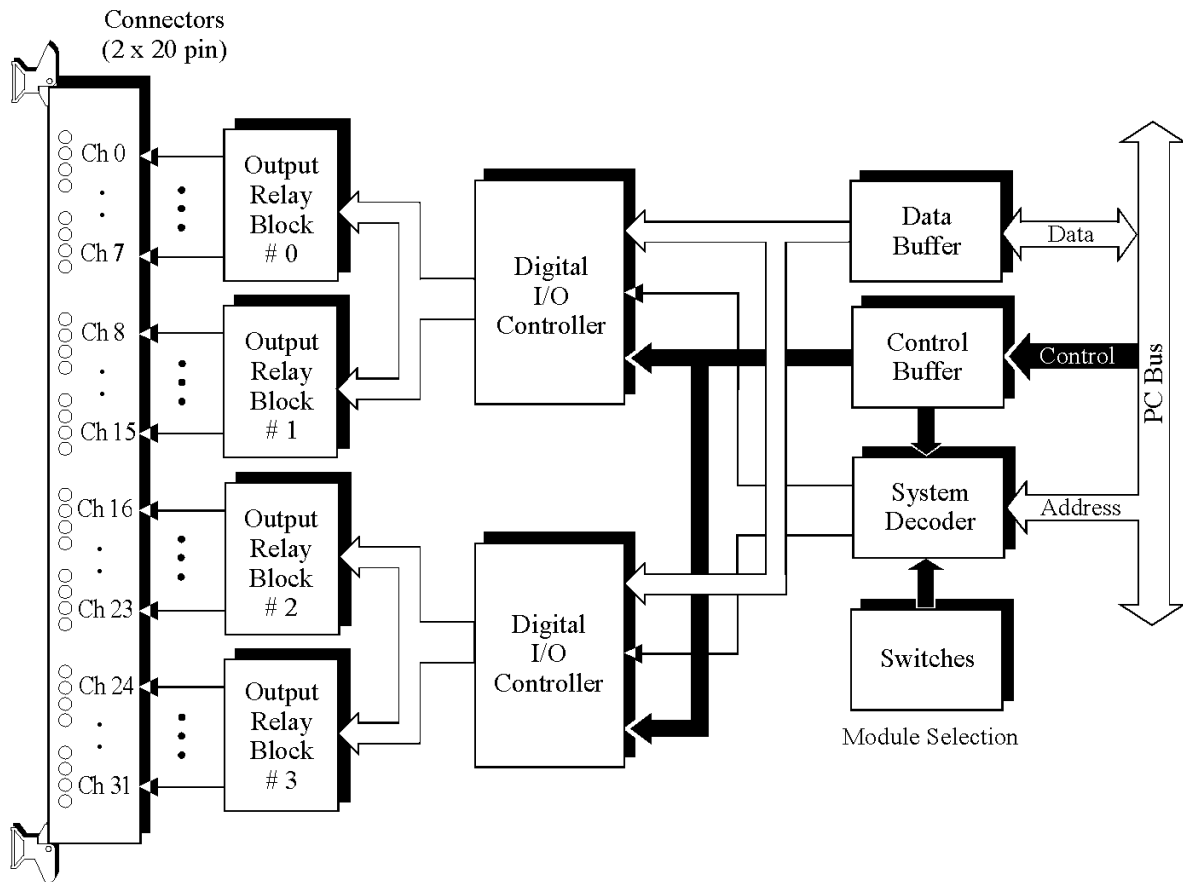 Connectors
(2 x 20 pin)
Ch 0
Ch 7
Ch 8
Ch 15
Ch 16
Ch 23
Ch 24
Ch 31
Output
Relay
Block
# 0
Output
Relay
Block
# 1
Output
Relay
Block
# 2
Output
Relay
Block
# 3
Digital
I/O
Controller
Digital
I/O
Controller
Data
Buffer
Control
Buffer
System
Decoder
Switches
Module Selection
Data
Control
Address
PC Bus